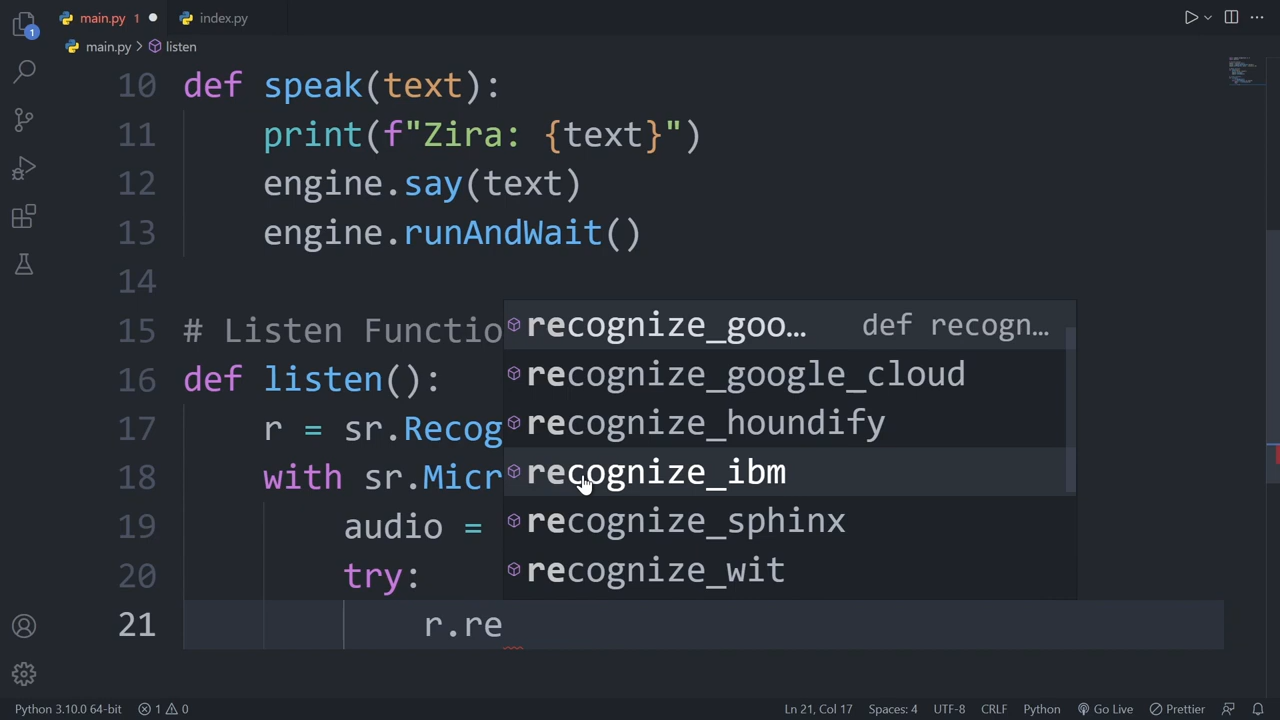 main.py 1 index.py
main.py > listen
1
10 def speak(text):
11 print(f"Zira: {text}")
12 engine.say(text)
13 engine.runAndWait()
14
15 # Listen Functio
16 def listen():
17 r = sr.Recog
18 with sr.Micr
19 audio =
20 try:
21 r.re
recognize_goo… def recogn…
recognize_google_cloud
recognize_houndify
recognize_ibm
recognize_sphinx
recognize_wit
Python 3.10.0 64-bit 1 0 Ln 21, Col 17 Spaces: 4 UTF-8 CRLF Python Go Live Prettier